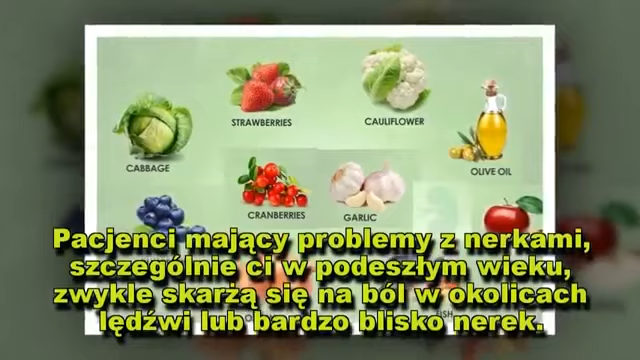 STRAWBERRIES
CAULIFLOWER
CABBAGE
OLIVE OIL
CRANBERRIES
GARLIC
Pacjenci mający problemy z nerkami,
szczególnie ci w podeszłym wieku,
zwykle skarżą się na ból w okolicach
lędźwi lub bardzo blisko nerek.